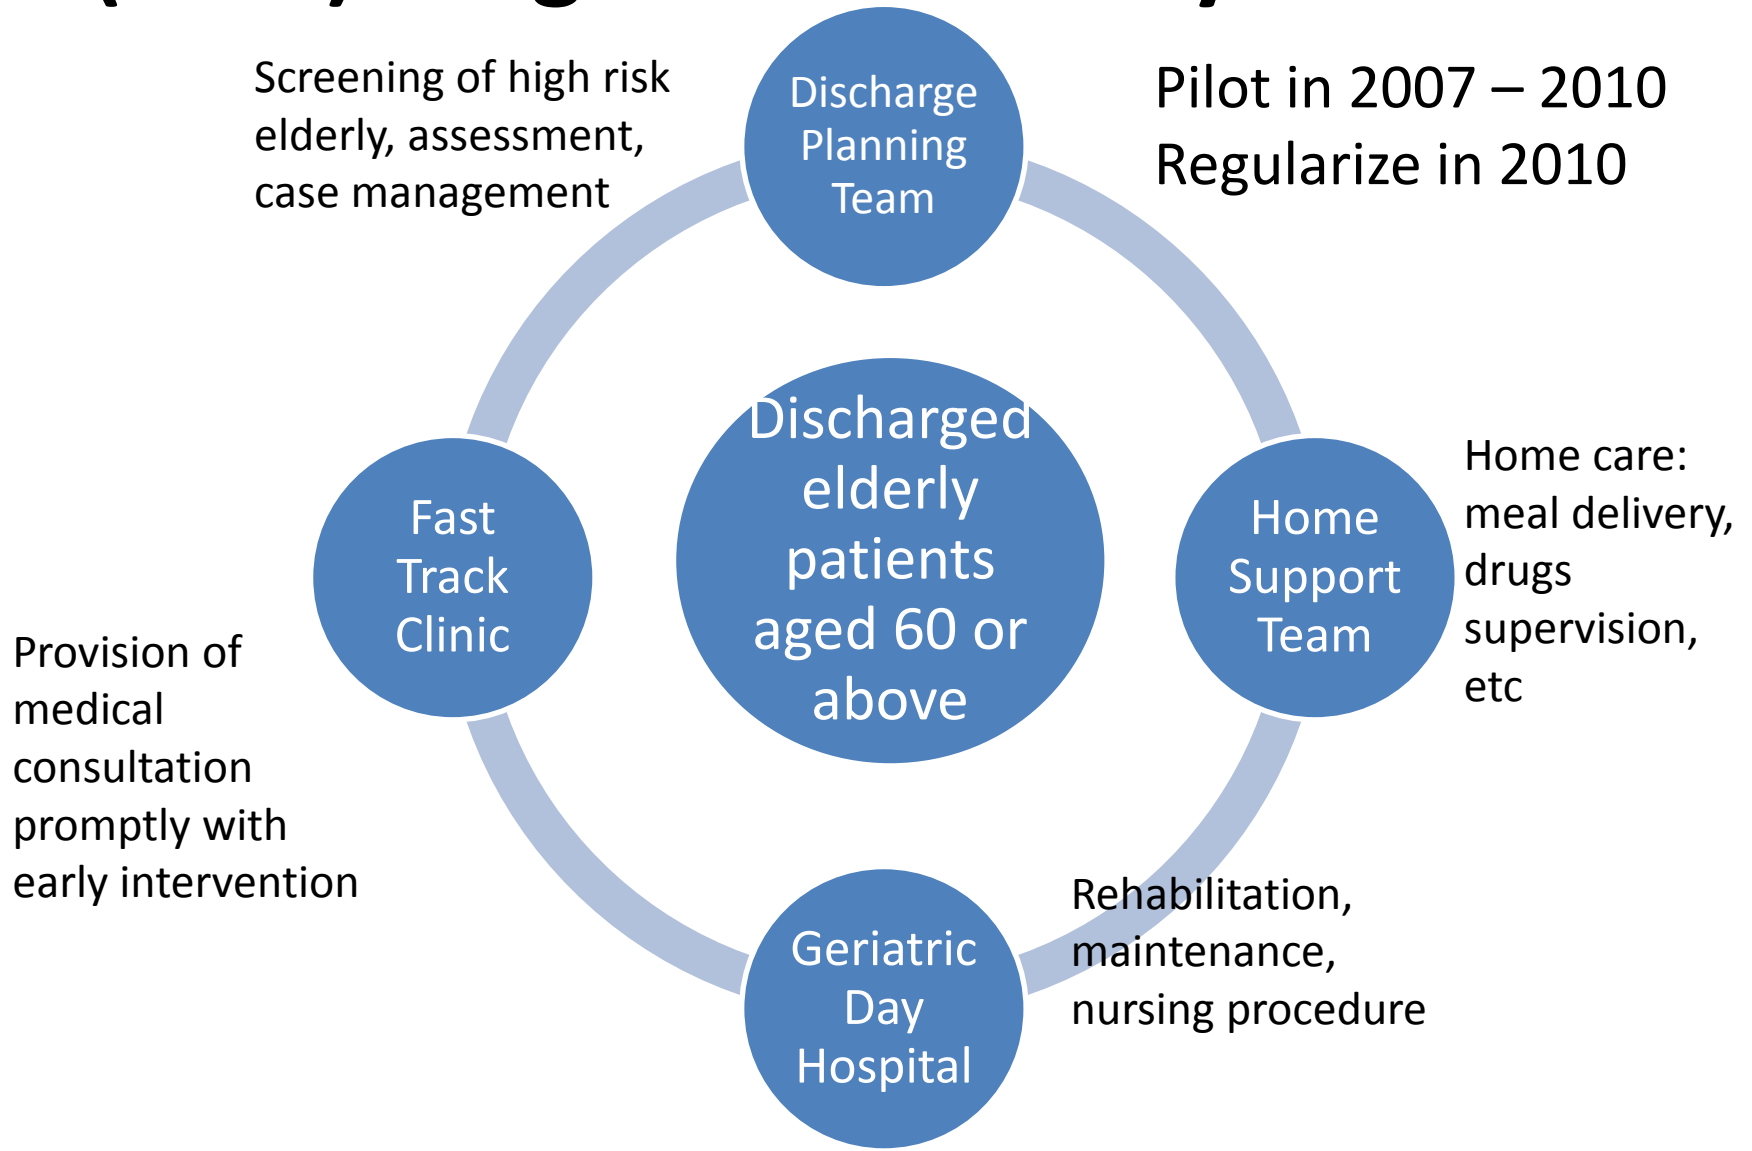 Screening of high risk
elderly, assessment,
case management
Discharge
Planning
Team
Pilot in 2007 – 2010
Regularize in 2010
Discharged
elderly
patients
aged 60 or
above
Fast
Track
Clinic
Home
Support
Team
Home care:
meal delivery,
drugs
supervision,
etc
Provision of
medical
consultation
promptly with
early intervention
Geriatric
Day
Hospital
Rehabilitation,
maintenance,
nursing procedure